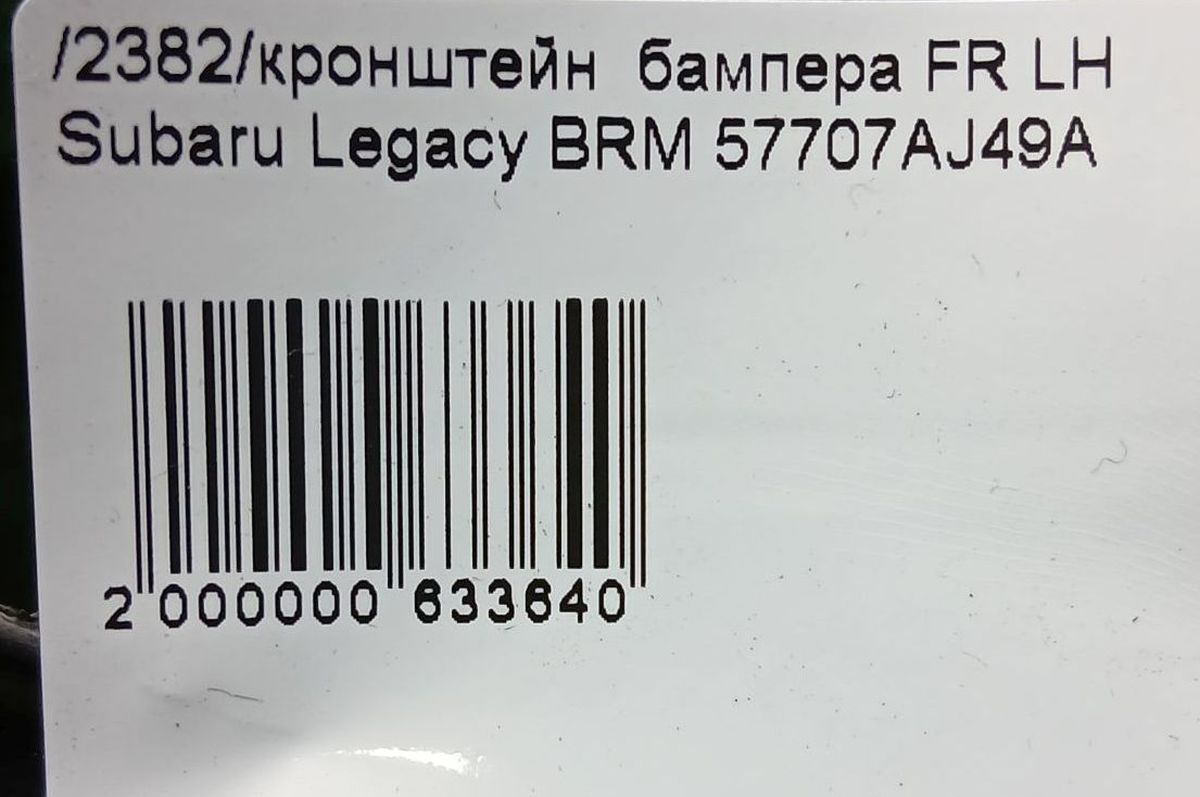 /2382/кронштейн бампера FR LH
Subaru Legacy BRM 57707AJ49A
2 000000 633640